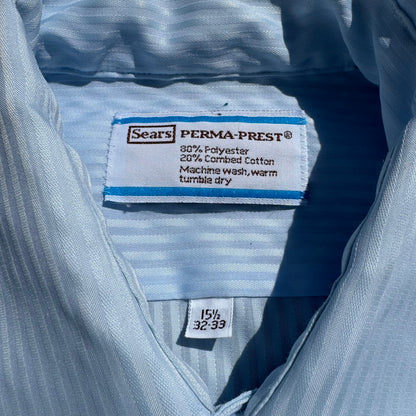 Sears PERMA-PREST®
80% Polyester
20% Combed Cotton
Machine wash, warm
tumble dry
15½
32-33